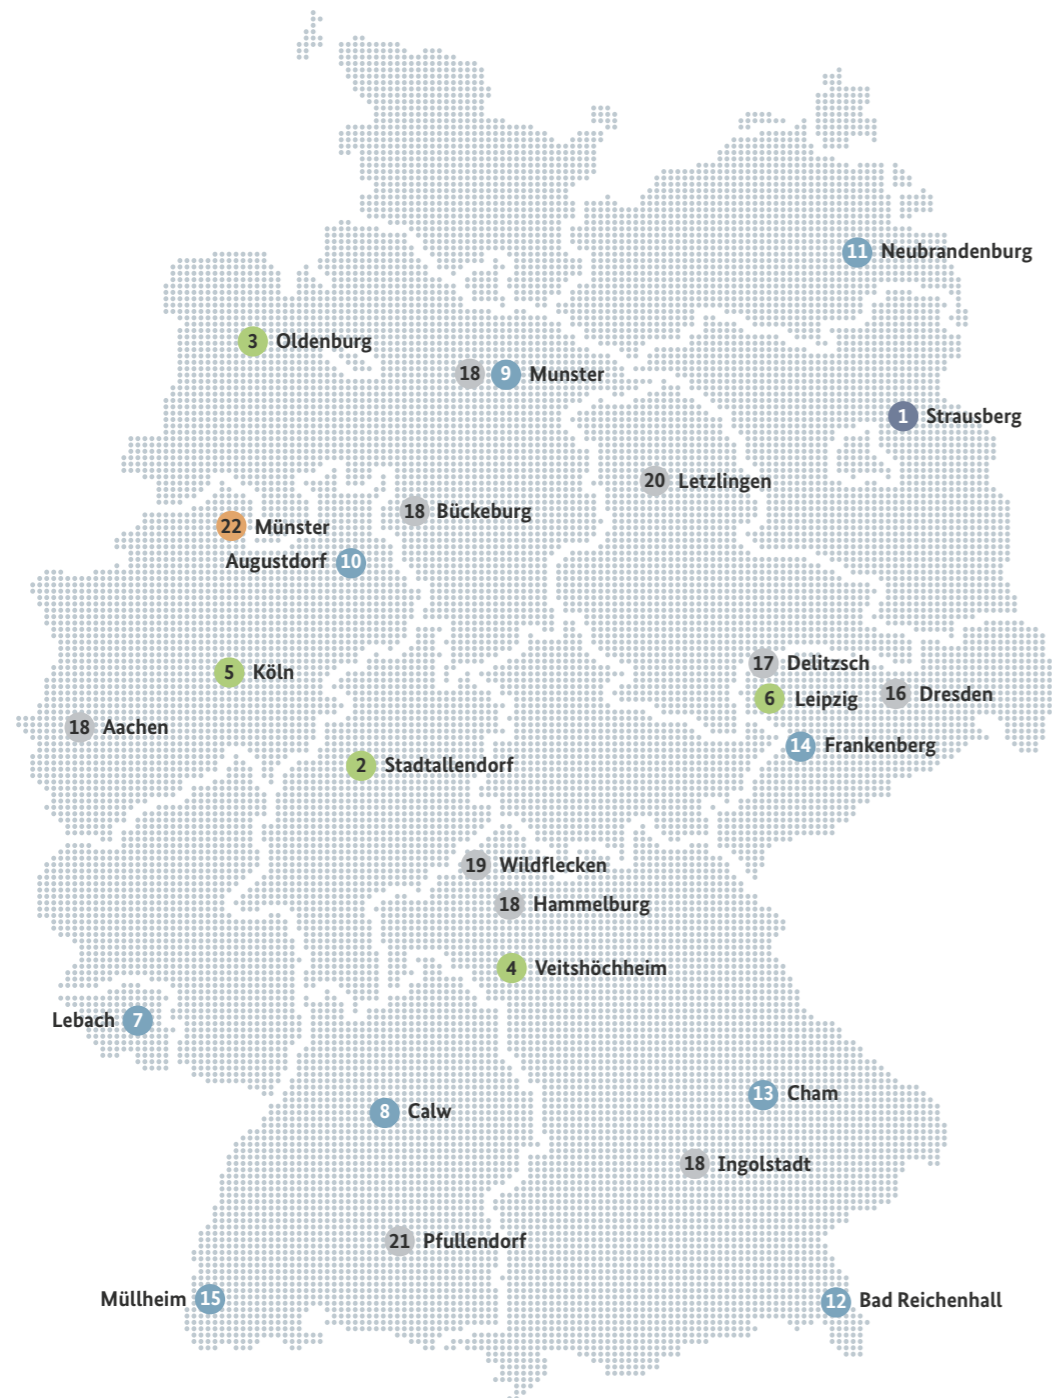 11 Neubrandenburg
3 Oldenburg
18 9 Munster
1 Strausberg
20 Letzlingen
18 Bückeburg
22 Münster
Augustdorf 10
17 Delitzsch
5 Köln
16 Dresden
6 Leipzig
18 Aachen
14 Frankenberg
2 Stadtallendorf
19 Wildflecken
18 Hammelburg
4 Veitshöchheim
Lebach 7
13 Cham
8 Calw
18 Ingolstadt
21 Pfullendorf
Müllheim 15
12 Bad Reichenhall